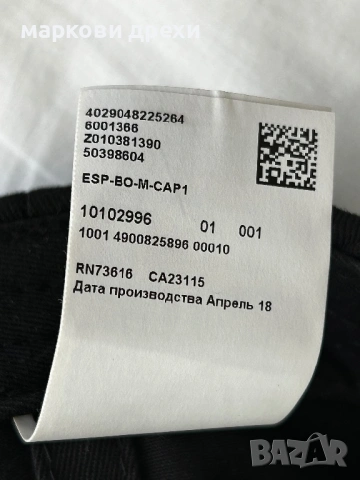 маркови дрехи
4029048225264
6001366
Z010381390
50398604
ESP-BO-M-CAP1
10102996 01 001
1001 4900825896 00010
RN73616 CA23115
Дата производства Апрель 18
BAZAR